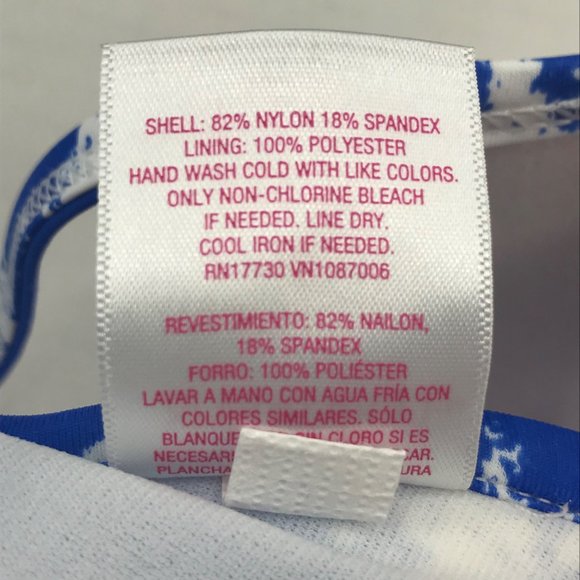 SHELL: 82% NYLON 18% SPANDEX
LINING: 100% POLYESTER
HAND WASH COLD WITH LIKE COLORS.
ONLY NON-CHLORINE BLEACH
IF NEEDED. LINE DRY.
COOL IRON IF NEEDED.
RN17730 VN1087006
REVESTIMIENTO: 82% NAILON,
18% SPANDEX
FORRO: 100% POLIÉSTER
LAVAR A MANO CON AGUA FRÍA CON
COLORES SIMILARES. SÓLO
SIN CLORO SI ES